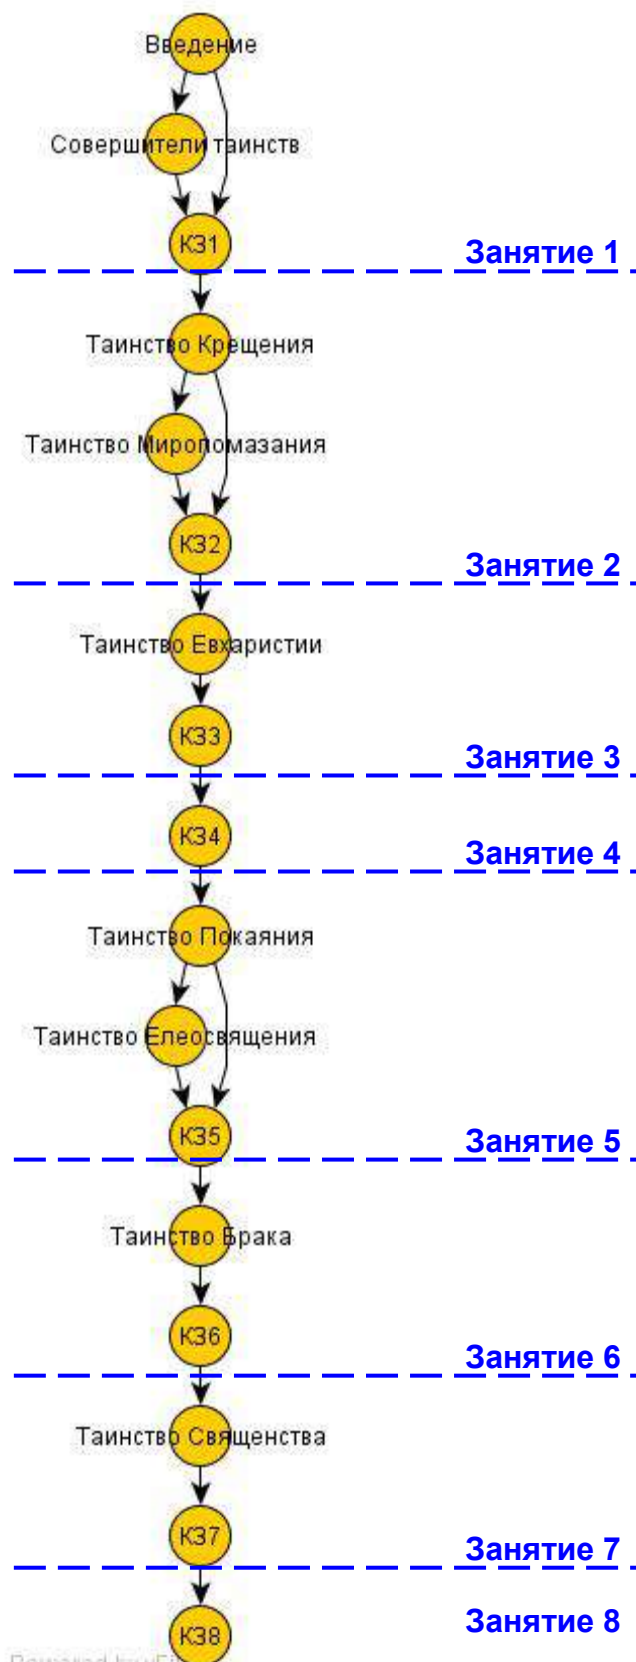 Введение
Совершители таинств
КЗ1
Занятие 1
Таинство Крещения
Таинство Миропомазания
КЗ2
Занятие 2
Таинство Евхаристии
КЗ3
Занятие 3
КЗ4
Занятие 4
Таинство Покаяния
Таинство Елеосвящения
КЗ5
Занятие 5
Таинство Брака
КЗ6
Занятие 6
Таинство Священства
КЗ7
Занятие 7
Занятие 8
КЗ8
Powered by